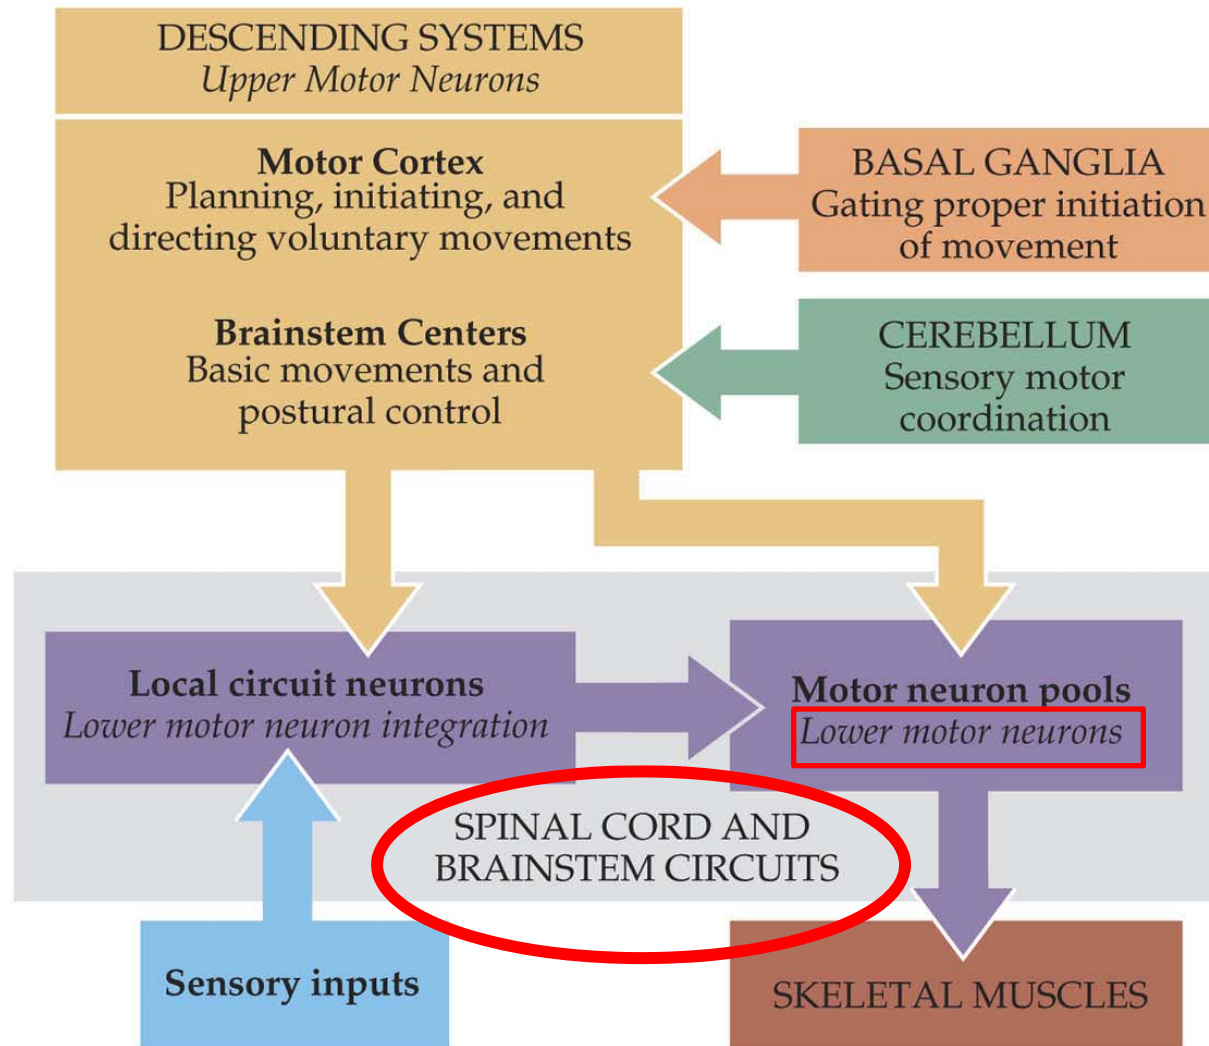 DESCENDING SYSTEMS
Upper Motor Neurons
Motor Cortex
Planning, initiating, and
directing voluntary movements
Brainstem Centers
Basic movements and
postural control
BASAL GANGLIA
Gating proper initiation
of movement
CEREBELLUM
Sensory motor
coordination
Local circuit neurons
Lower motor neuron integration
Motor neuron pools
Lower motor neurons
SPINAL CORD AND
BRAINSTEM CIRCUITS
Sensory inputs
SKELETAL MUSCLES